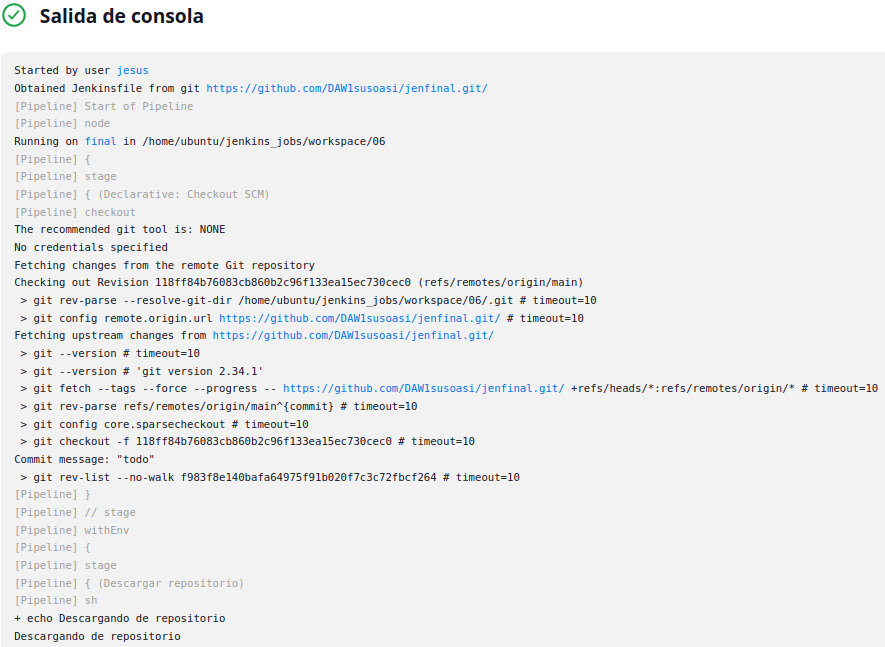 Salida de consola
Started by user jesus
Obtained Jenkinsfile from git https://github.com/DAW1susoasi/jenfinal.git/
[Pipeline] Start of Pipeline
[Pipeline] node
Running on final in /home/ubuntu/jenkins_jobs/workspace/06
[Pipeline] {
[Pipeline] stage
[Pipeline] { (Declarative: Checkout SCM)
[Pipeline] checkout
The recommended git tool is: NONE
No credentials specified
Fetching changes from the remote Git repository
Checking out Revision 118ff84b76083cb860b2c96f133ea15ec730cec0 (refs/remotes/origin/main)
 > git rev-parse --resolve-git-dir /home/ubuntu/jenkins_jobs/workspace/06/.git # timeout=10
 > git config remote.origin.url https://github.com/DAW1susoasi/jenfinal.git/ # timeout=10
Fetching upstream changes from https://github.com/DAW1susoasi/jenfinal.git/
 > git --version # timeout=10
 > git --version # 'git version 2.34.1'
 > git fetch --tags --force --progress -- https://github.com/DAW1susoasi/jenfinal.git/ +refs/heads/*:refs/remotes/origin/* # timeout=10
 > git rev-parse refs/remotes/origin/main^{commit} # timeout=10
 > git config core.sparsecheckout # timeout=10
 > git checkout -f 118ff84b76083cb860b2c96f133ea15ec730cec0 # timeout=10
Commit message: "todo"
 > git rev-list --no-walk f983f8e140bafa64975f91b020f7c3c72fbcf264 # timeout=10
[Pipeline] }
[Pipeline] // stage
[Pipeline] withEnv
[Pipeline] {
[Pipeline] stage
[Pipeline] { (Descargar repositorio)
[Pipeline] sh
+ echo Descargando de repositorio
Descargando de repositorio